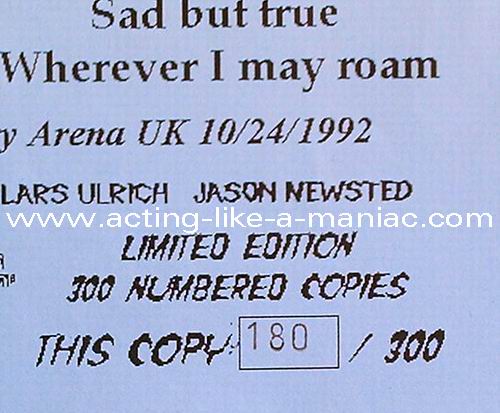 Sad but true
Wherever I may roam
y Arena UK 10/24/1992
LARS ULRICH JASON NEWSTED
www.acting-like-a-maniac.com
LIMITED EDITION
300 NUMBERED COPIES
THIS COPY: 180 / 300